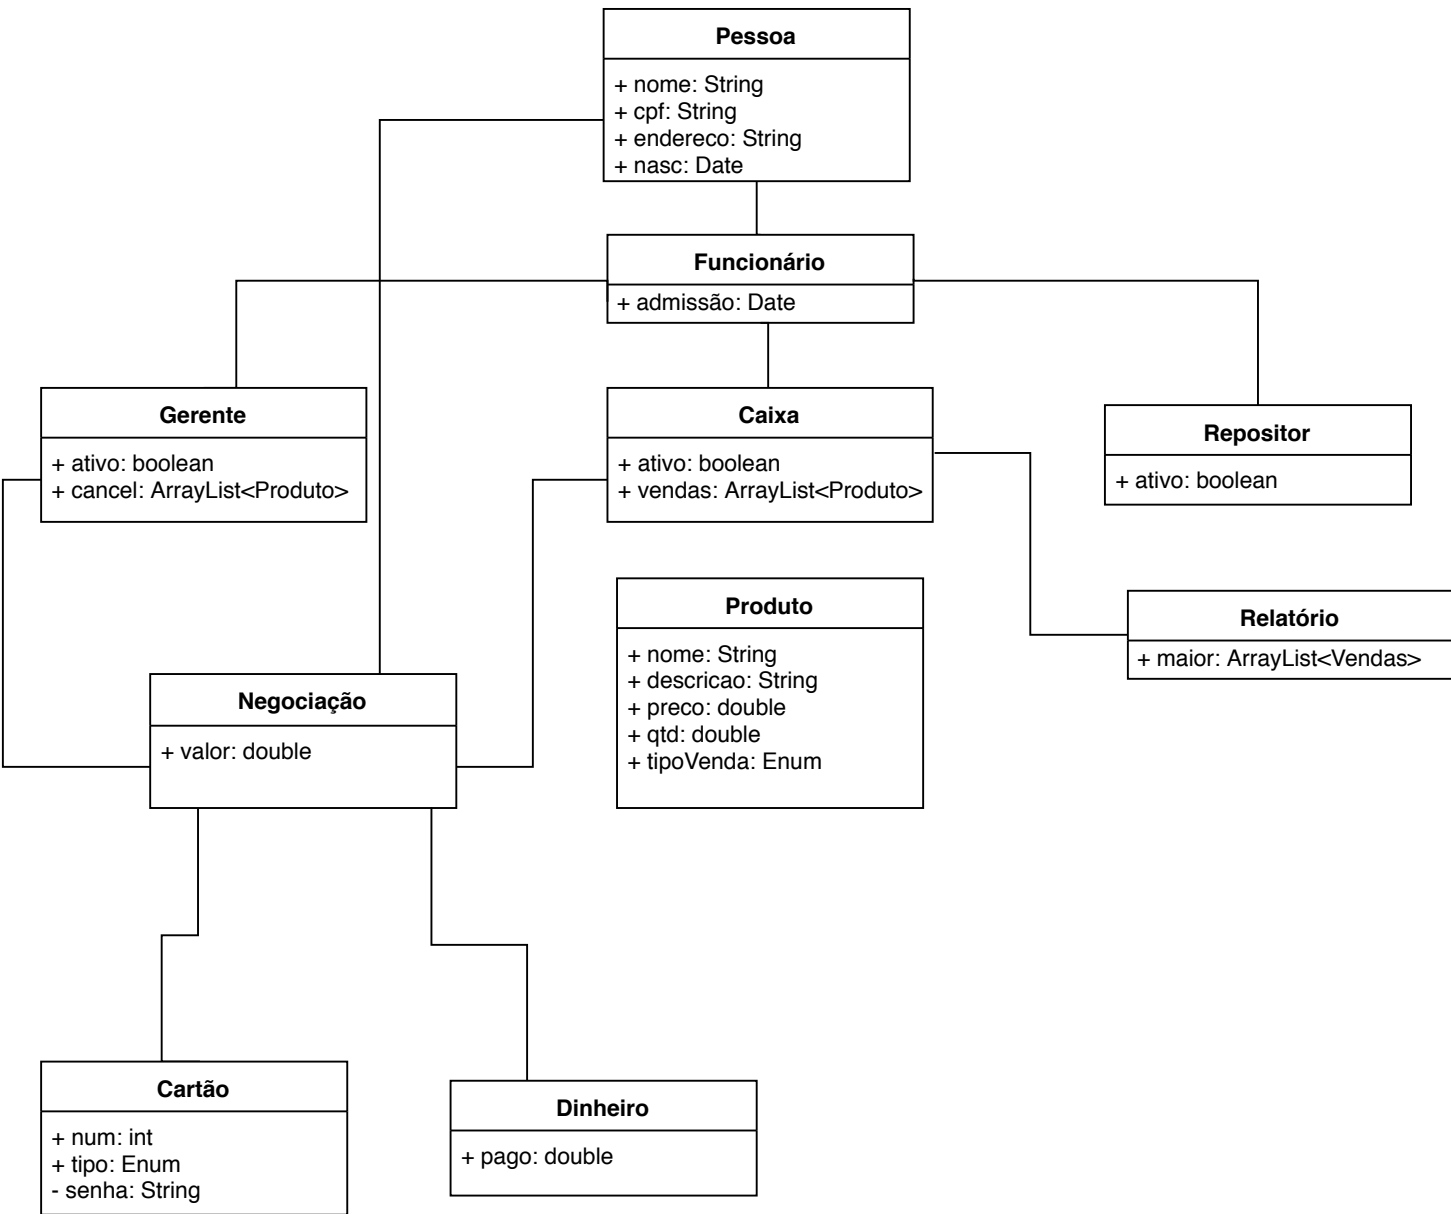 Pessoa
+ nome: String
+ cpf: String
+ endereco: String
+ nasc: Date
Funcionário
+ admissão: Date
Gerente
+ ativo: boolean
+ cancel: ArrayList<Produto>
Caixa
+ ativo: boolean
+ vendas: ArrayList<Produto>
Repositor
+ ativo: boolean
Produto
+ nome: String
+ descricao: String
+ preco: double
+ qtd: double
+ tipoVenda: Enum
Relatório
+ maior: ArrayList<Vendas>
Negociação
+ valor: double
Cartão
+ num: int
+ tipo: Enum
- senha: String
Dinheiro
+ pago: double